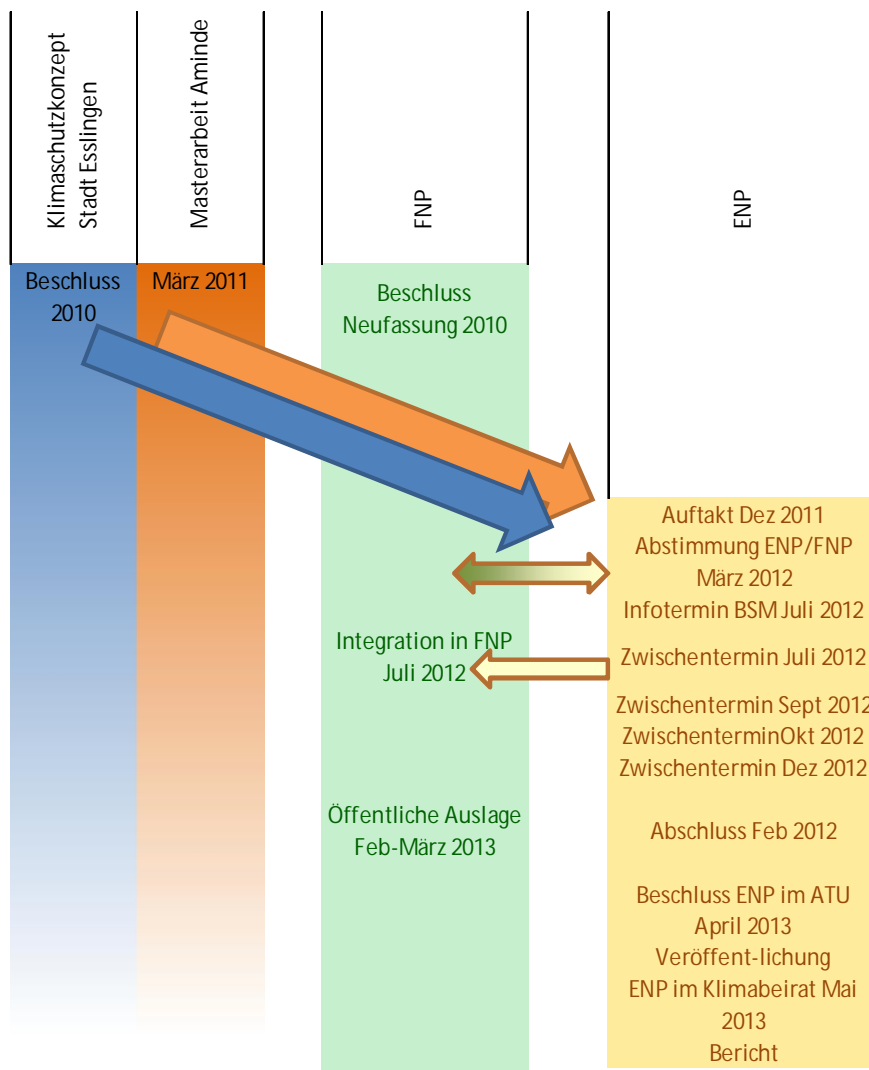 Klimaschutzkonzept
Stadt Esslingen
Masterarbeit Aminde
FNP
ENP
Beschluss
2010
März 2011
Beschluss
Neufassung 2010
Integration in FNP
Juli 2012
Öffentliche Auslage
Feb-März 2013
Auftakt Dez 2011
Abstimmung ENP/FNP
März 2012
Infotermin BSM Juli 2012
Zwischentermin Juli 2012
Zwischentermin Sept 2012
ZwischenterminOkt 2012
Zwischentermin Dez 2012
Abschluss Feb 2012
Beschluss ENP im ATU
April 2013
Veröffent-lichung
ENP im Klimabeirat Mai
2013
Bericht